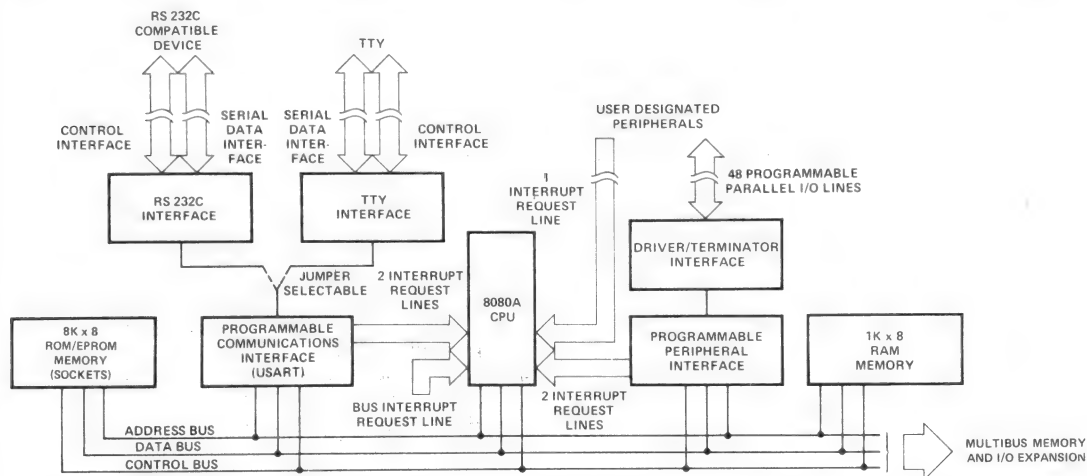 RS 232C
COMPATIBLE
DEVICE
TTY
CONTROL
INTERFACE
SERIAL
DATA
INTER-
FACE
SERIAL
DATA
INTER-
FACE
CONTROL
INTERFACE
USER DESIGNATED
PERIPHERALS
1
INTERRUPT
REQUEST
LINE
48 PROGRAMMABLE
PARALLEL I/O LINES
RS 232C
INTERFACE
TTY
INTERFACE
DRIVER/TERMINATOR
INTERFACE
JUMPER
SELECTABLE
2 INTERRUPT
REQUEST
LINES
8080A
CPU
8K x 8
ROM/EPROM
MEMORY
(SOCKETS)
PROGRAMMABLE
COMMUNICATIONS
INTERFACE
(USART)
PROGRAMMABLE
PERIPHERAL
INTERFACE
1K x 8
RAM
MEMORY
BUS INTERRUPT
REQUEST LINE
2 INTERRUPT
REQUEST
LINES
ADDRESS BUS
DATA BUS
CONTROL BUS
MULTIBUS MEMORY
AND I/O EXPANSION